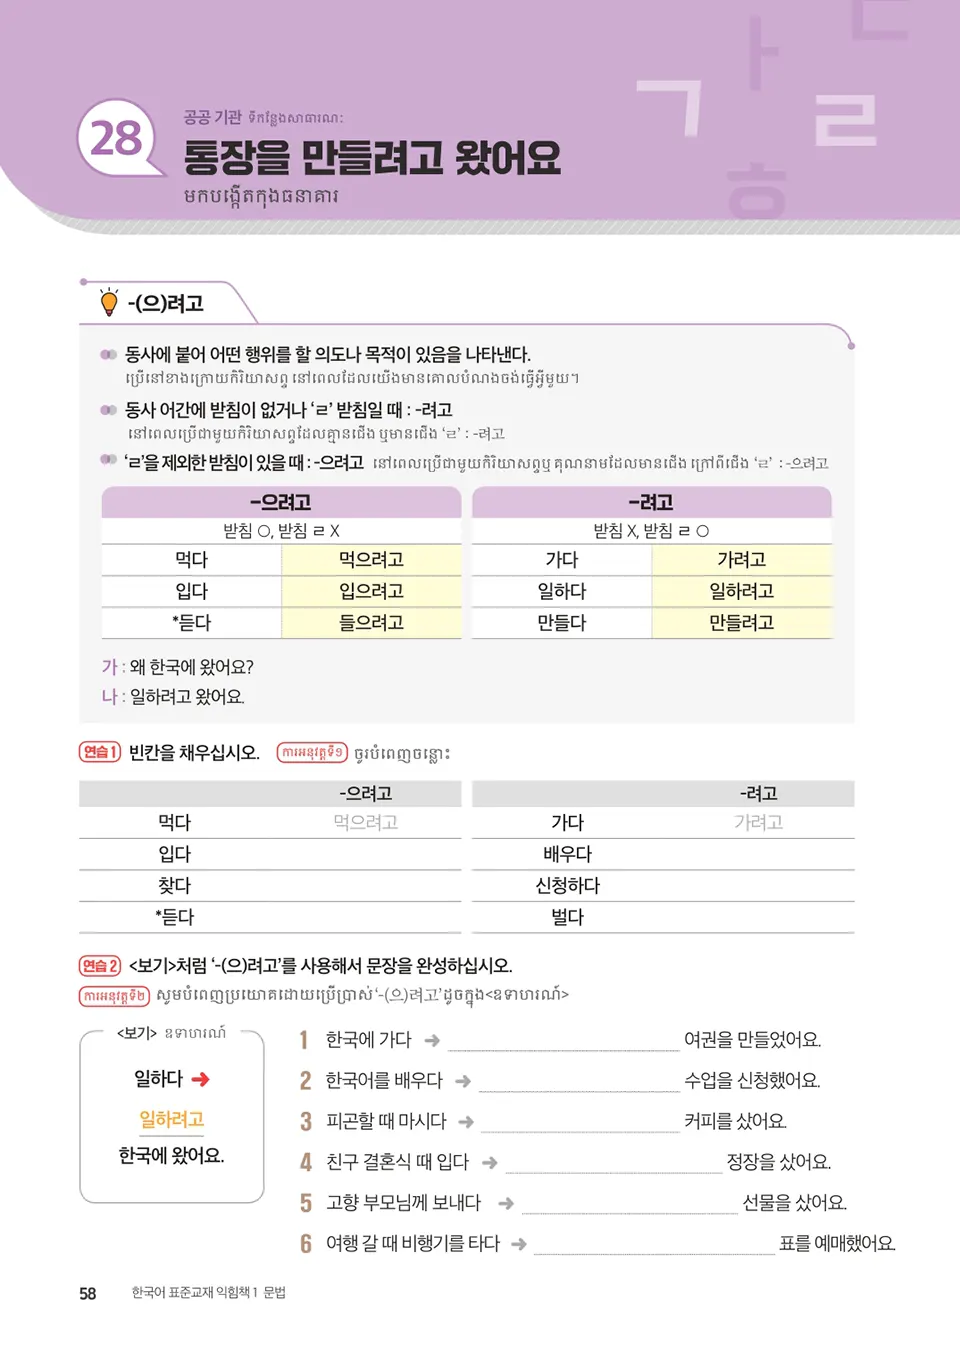 28
공공 기관 ទីកន្លែងសាធារណៈ
통장을 만들려고 왔어요
មកបង្កើតកុងធនាគារ
ㄱ ㅏ ㄷ ㄹ ㅎ
-(으)려고
동사에 붙어 어떤 행위를 할 의도나 목적이 있음을 나타낸다.
ប្រើនៅខាងក្រោយកិរិយាសព្ទ នៅពេលដែលយើងមានគោលបំណងចង់ធ្វើអ្វីមួយ។
동사 어간에 받침이 없거나 ‘ㄹ’ 받침일 때 : -려고
នៅពេលប្រើជាមួយកិរិយាសព្ទដែលគ្មានជើង ឬមានជើង ‘ㄹ’ : -려고
‘ㄹ’을 제외한 받침이 있을 때 : -으려고 នៅពេលប្រើជាមួយកិរិយាសព្ទឬ គុណនាមដែលមានជើង ក្រៅពីជើង ‘ㄹ’ : -으려고
-으려고 -려고
받침 O, 받침 ㄹ X 받침 X, 받침 ㄹ O
먹다 먹으려고 가다 가려고
입다 입으려고 일하다 일하려고
*듣다 들으려고 만들다 만들려고
가 : 왜 한국에 왔어요?
나 : 일하려고 왔어요.
연습 1 빈칸을 채우십시오. ការអនុវត្តទី១ ចូរបំពេញចន្លោះ
-으려고 -려고
먹다 먹으려고 가다 가려고
입다 배우다
찾다 신청하다
*듣다 벌다
연습 2 <보기>처럼 ‘-(으)려고’를 사용해서 문장을 완성하십시오.
ការអនុវត្តទី២ សូមបំពេញប្រយោគដោយប្រើប្រាស់ ‘-(으)려고’ ដូចក្នុង<ឧទាហរណ៍>
<보기> ឧទាហរណ៍
일하다 ➜
일하려고
한국에 왔어요.
1 한국에 가다 ➜ 여권을 만들었어요.
2 한국어를 배우다 ➜ 수업을 신청했어요.
3 피곤할 때 마시다 ➜ 커피를 샀어요.
4 친구 결혼식 때 입다 ➜ 정장을 샀어요.
5 고향 부모님께 보내다 ➜ 선물을 샀어요.
6 여행 갈 때 비행기를 타다 ➜ 표를 예매했어요.
58 한국어 표준교재 익힘책 1 문법